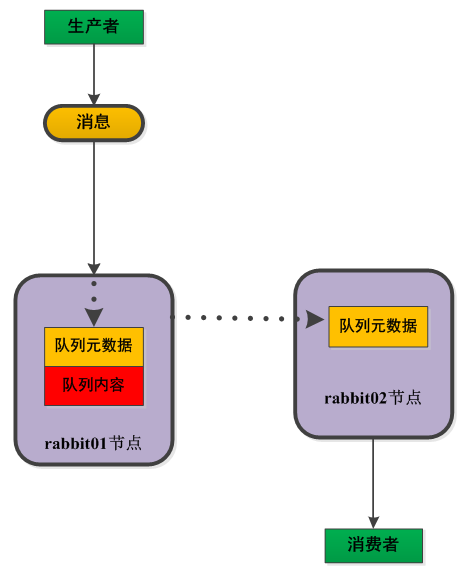 生产者
消息
队列元数据
队列内容
rabbit01节点
队列元数据
rabbit02节点
消费者